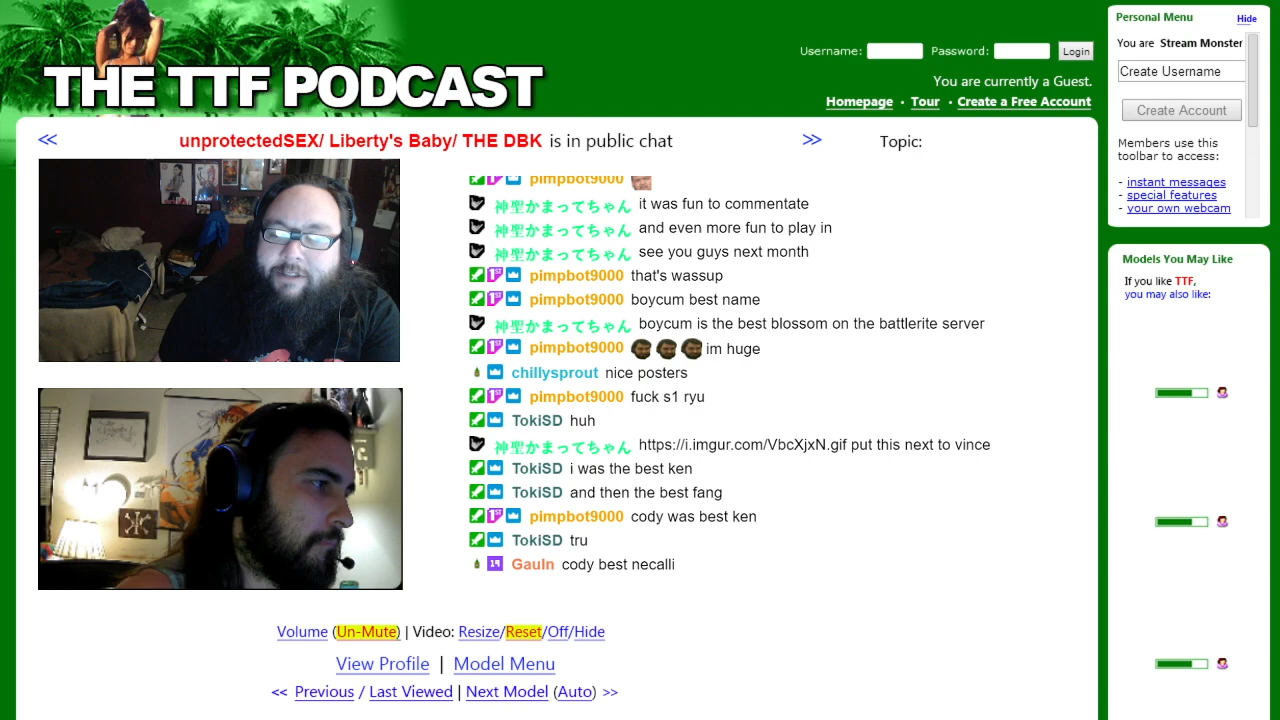 THE TTF PODCAST
Username: Password: Login
You are currently a Guest.
Homepage • Tour • Create a Free Account
<< unprotectedSEX/ Liberty's Baby/ THE DBK is in public chat >> Topic:
pimpbot9000
神聖かまってちゃん it was fun to commentate
神聖かまってちゃん and even more fun to play in
神聖かまってちゃん see you guys next month
1ST pimpbot9000 that's wassup
1ST pimpbot9000 boycum best name
神聖かまってちゃん boycum is the best blossom on the battlerite server
1ST pimpbot9000 im huge
chillysprout nice posters
1ST pimpbot9000 fuck s1 ryu
TokiSD huh
神聖かまってちゃん https://i.imgur.com/VbcXjxN.gif put this next to vince
TokiSD i was the best ken
TokiSD and then the best fang
1ST pimpbot9000 cody was best ken
TokiSD tru
GauIn cody best necalli
Volume (Un-Mute) | Video: Resize/Reset/Off/Hide
View Profile | Model Menu
<< Previous / Last Viewed | Next Model (Auto) >>
Personal Menu Hide
You are Stream Monster
Create Username
Create Account
Members use this
toolbar to access:
- instant messages
- special features
- your own webcam
Models You May Like
If you like TTF,
you may also like: